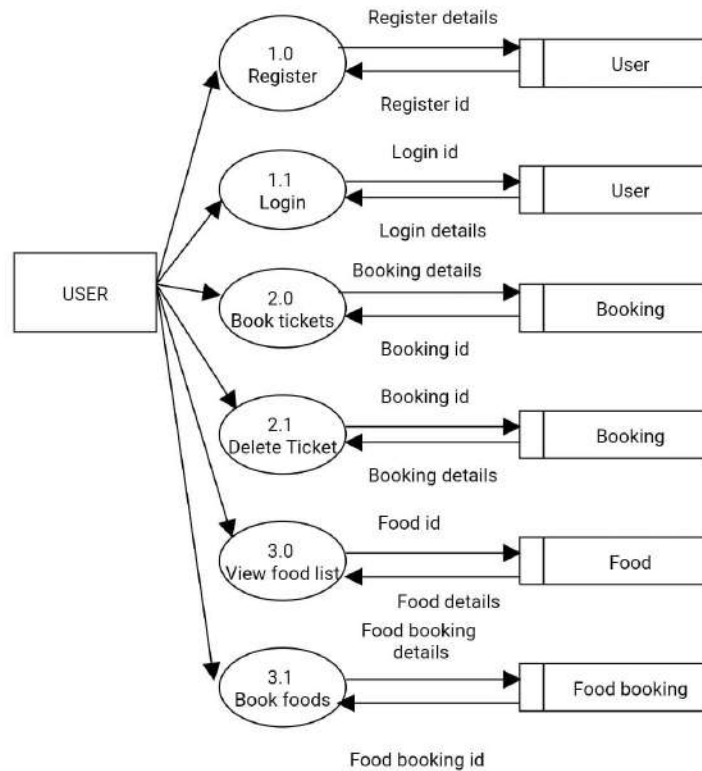 Register details
1.0
Register
User
Register id
Login id
1.1
Login
User
Login details
USER
Booking details
2.0
Book tickets
Booking
Booking id
Booking id
2.1
Delete Ticket
Booking
Booking details
Food id
3.0
View food list
Food
Food details
Food booking
details
3.1
Book foods
Food booking
Food booking id